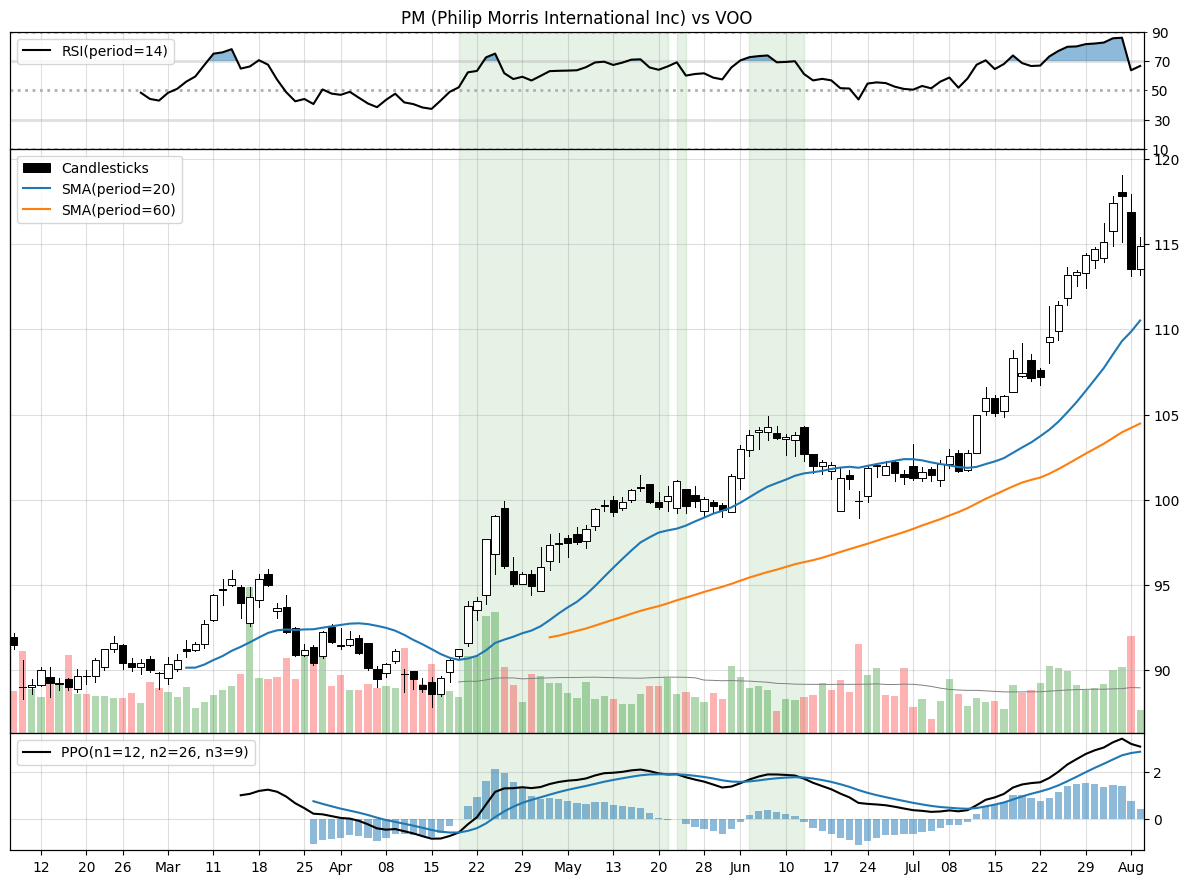 PM (Philip Morris International Inc) vs VOO
RSI(period=14)
90
70
50
30
10
Candlesticks
SMA(period=20)
SMA(period=60)
120
115
110
105
100
95
90
PPO(n1=12, n2=26, n3=9)
2
0
12 20 26 Mar 11 18 25 Apr 08 15 22 29 May 13 20 28 Jun 10 17 24 Jul 08 15 22 29 Aug